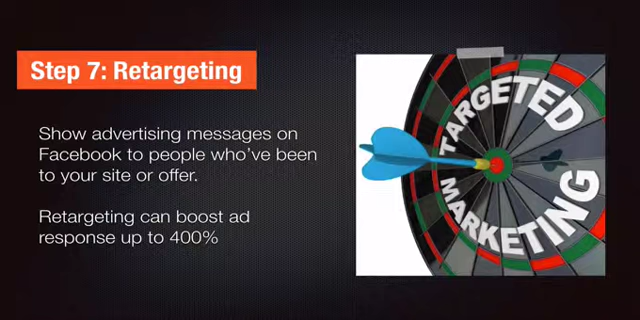 Step 7: Retargeting
Show advertising messages on
Facebook to people who've been
to your site or offer.
Retargeting can boost ad
response up to 400%
TARGETED
MARKETING